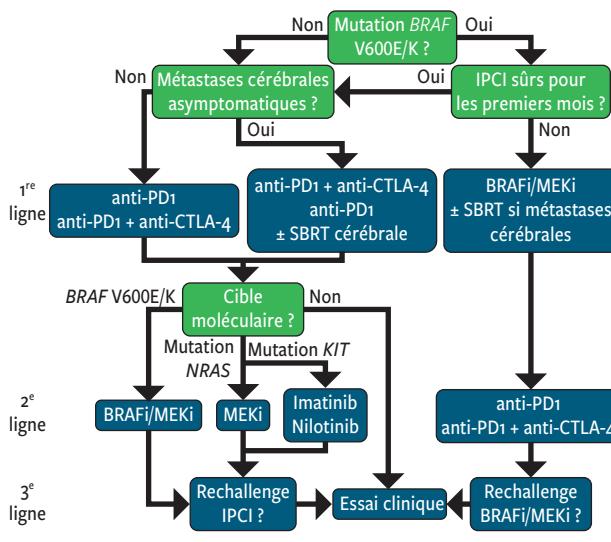 Non
Mutation BRAF
V600E/K ?
Oui
Non
Métastases cérébrales
asymptomatiques ?
Oui
IPCI sûrs pour
les premiers mois ?
Oui
Non
1re
ligne
anti-PD1
anti-PD1 + anti-CTLA-4
anti-PD1 + anti-CTLA-4
anti-PD1
± SBRT cérébrale
BRAFi/MEKi
± SBRT si métastases
cérébrales
BRAF V600E/K
Cible
moléculaire ?
Non
Mutation
NRAS
Mutation KIT
2e
ligne
BRAFi/MEKi
MEKi
Imatinib
Nilotinib
anti-PD1
anti-PD1 + anti-CTLA-4
3e
ligne
Rechallenge
IPCI ?
Essai clinique
Rechallenge
BRAFi/MEKi ?